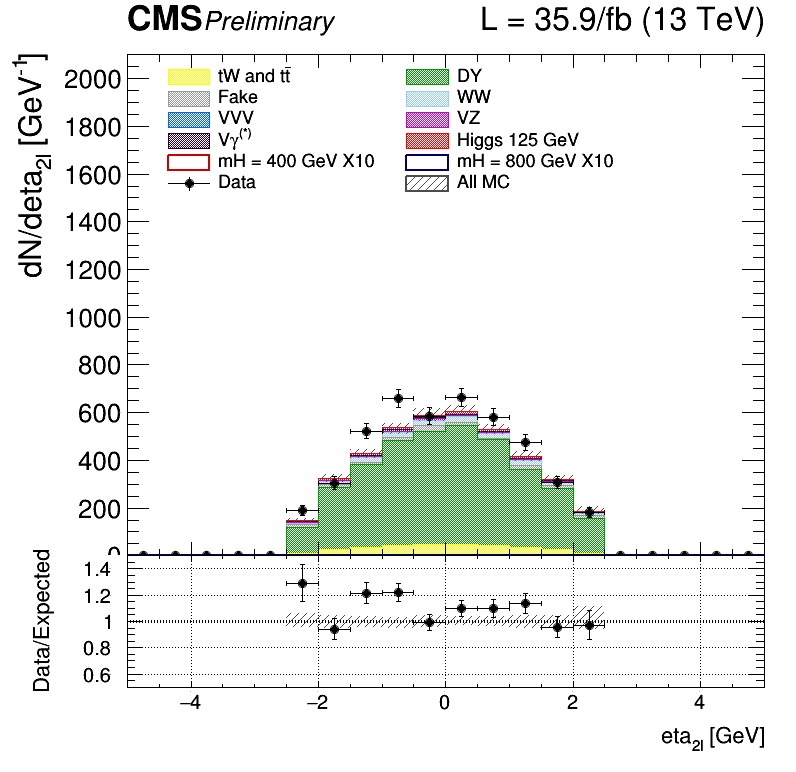 CMS Preliminary L = 35.9/fb (13 TeV)
dN/deta2l [GeV-1]
2000
1800
1600
1400
1200
1000
800
600
400
200
0
tW and tt̄ DY
Fake WW
VVV VZ
Vγ(*) Higgs 125 GeV
mH = 400 GeV X10 mH = 800 GeV X10
Data All MC
Data/Expected
1.4
1.2
1
0.8
0.6
−4 −2 0 2 4
eta2l [GeV]